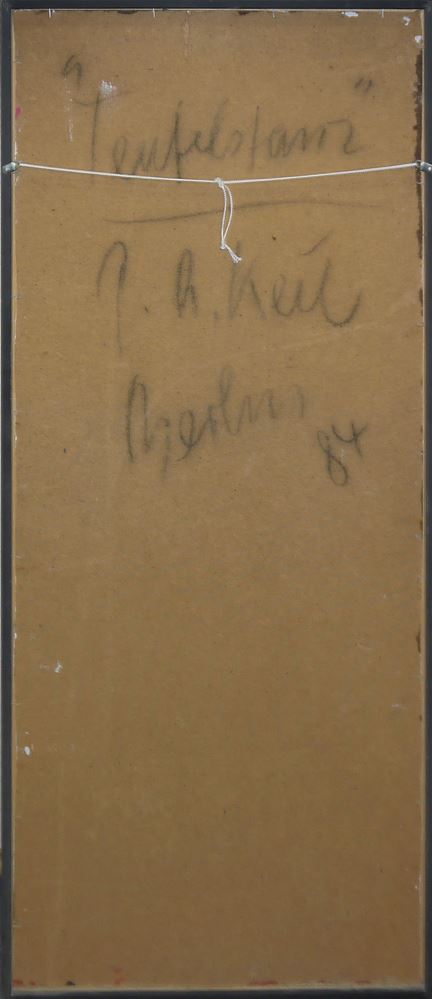 "Teufelstanz"
P. R. Keil
Berlin
84